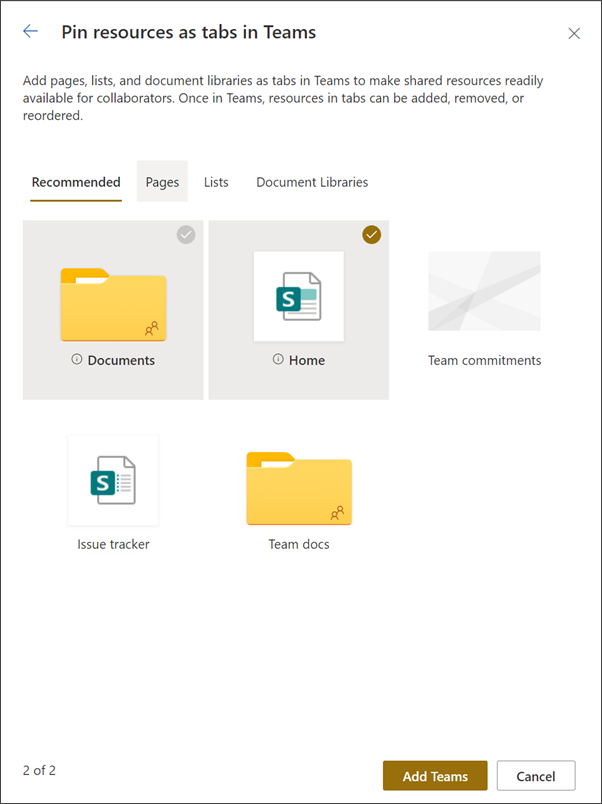 Pin resources as tabs in Teams
Add pages, lists, and document libraries as tabs in Teams to make shared resources readily
available for collaborators. Once in Teams, resources in tabs can be added, removed, or
reordered.
Recommended Pages Lists Document Libraries
S
Documents Home Team commitments
S
Issue tracker Team docs
2 of 2 Add Teams Cancel